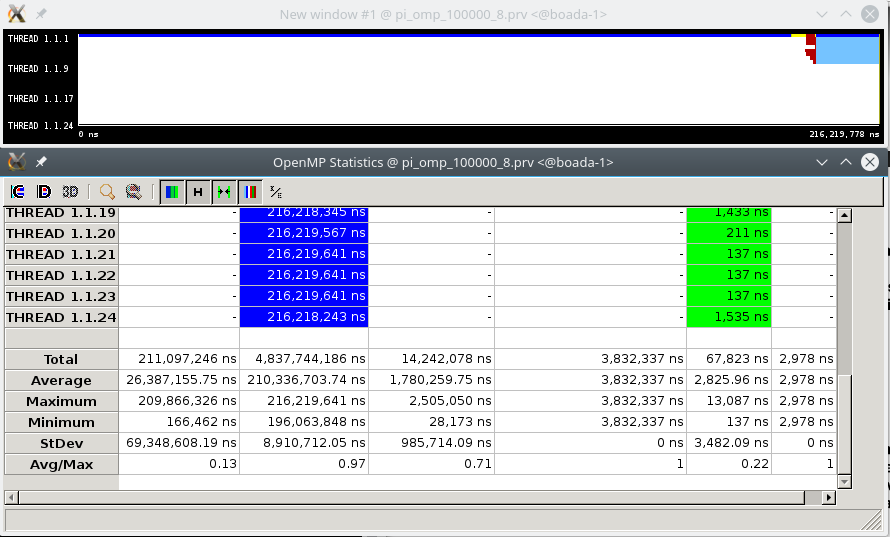 New window #1 @ pi_omp_100000_8.prv <@boada-1>
THREAD 1.1.1
THREAD 1.1.9
THREAD 1.1.17
THREAD 1.1.24
0 ns 216,219,778 ns
OpenMP Statistics @ pi_omp_100000_8.prv <@boada-1>
IC ID 3D H Σ/E
THREAD 1.1.19 - 216,218,345 ns - - 1,433 ns -
THREAD 1.1.20 - 216,219,567 ns - - 211 ns -
THREAD 1.1.21 - 216,219,641 ns - - 137 ns -
THREAD 1.1.22 - 216,219,641 ns - - 137 ns -
THREAD 1.1.23 - 216,219,641 ns - - 137 ns -
THREAD 1.1.24 - 216,218,243 ns - - 1,535 ns -
Total 211,097,246 ns 4,837,744,186 ns 14,242,078 ns 3,832,337 ns 67,823 ns 2,978 ns
Average 26,387,155.75 ns 210,336,703.74 ns 1,780,259.75 ns 3,832,337 ns 2,825.96 ns 2,978 ns
Maximum 209,866,326 ns 216,219,641 ns 2,505,050 ns 3,832,337 ns 13,087 ns 2,978 ns
Minimum 166,462 ns 196,063,848 ns 28,173 ns 3,832,337 ns 137 ns 2,978 ns
StDev 69,348,608.19 ns 8,910,712.05 ns 985,714.09 ns 0 ns 3,482.09 ns 0 ns
Avg/Max 0.13 0.97 0.71 1 0.22 1